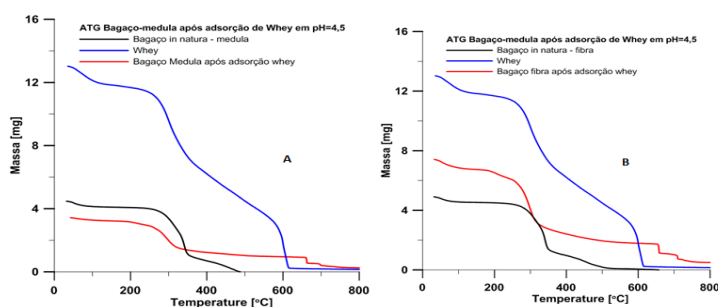 ATG Bagaço-medula após adsorção de Whey em pH=4,5
Bagaço in natura - medula
Whey
Bagaço Medula após adsorção whey
16
12
8
4
0
Massa [mg]
A
0 200 400 600 800
Temperature [ºC]
ATG Bagaço-medula após adsorção de Whey em pH=4,5
Bagaço in natura - fibra
Whey
Bagaço fibra após adsorção whey
16
12
8
4
0
Massa [mg]
B
0 200 400 600 800
Temperature [ºC]